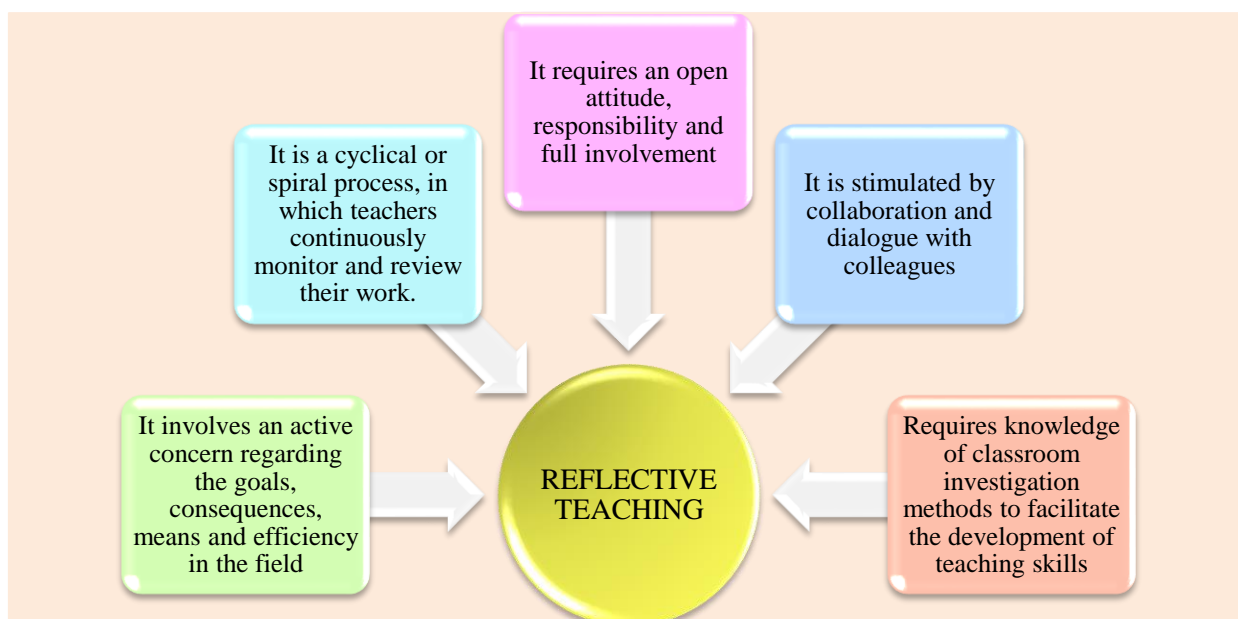 It requires an open
attitude,
responsibility and
full involvement
It is a cyclical or
spiral process, in
which teachers
continuously
monitor and review
their work.
It is stimulated by
collaboration and
dialogue with
colleagues
It involves an active
concern regarding
the goals,
consequences,
means and efficiency
in the field
REFLECTIVE
TEACHING
Requires knowledge
of classroom
investigation
methods to facilitate
the development of
teaching skills